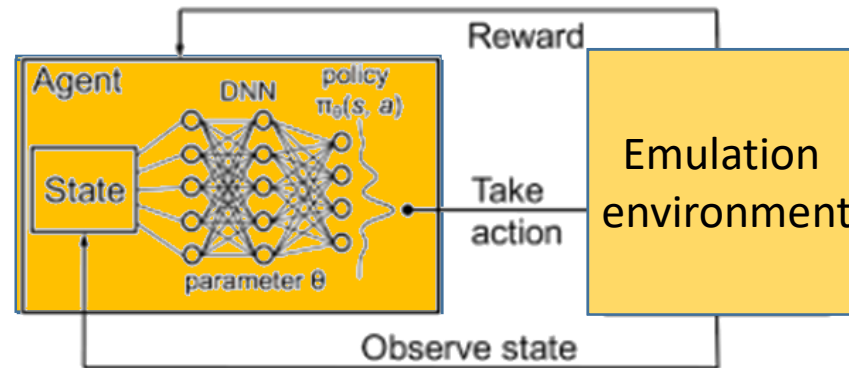 Reward
Agent
DNN
policy
πθ(s, a)
State
parameter θ
Take
action
Emulation
environment
Observe state